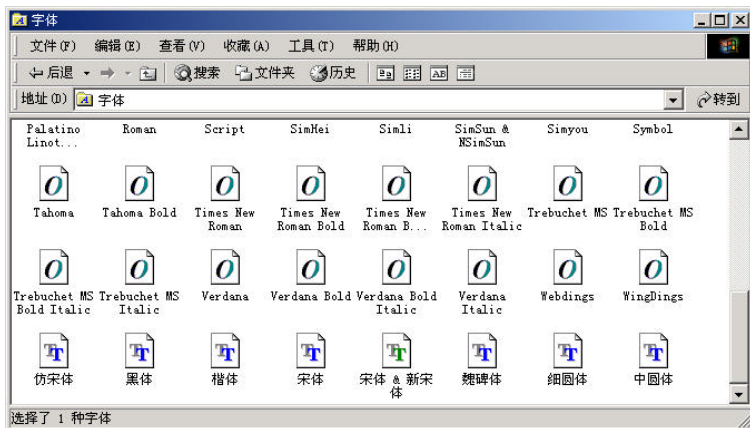 字体
文件(F) 编辑(E) 查看(V) 收藏(A) 工具(T) 帮助(H)
后退 搜索 文件夹 历史
地址(D) 字体 转到
Palatino Linot... Roman Script SimHei Simli SimSun & NSimSun Simyou Symbol
Tahoma Tahoma Bold Times New Roman Times New Roman Bold Times New Roman B... Times New Roman Italic Trebuchet MS Trebuchet MS Bold
Trebuchet MS Bold Italic Trebuchet MS Italic Verdana Verdana Bold Verdana Bold Italic Verdana Italic Webdings WingDings
仿宋体 黑体 楷体 宋体 宋体 & 新宋体 魏碑体 细圆体 中圆体
选择了 1 种字体